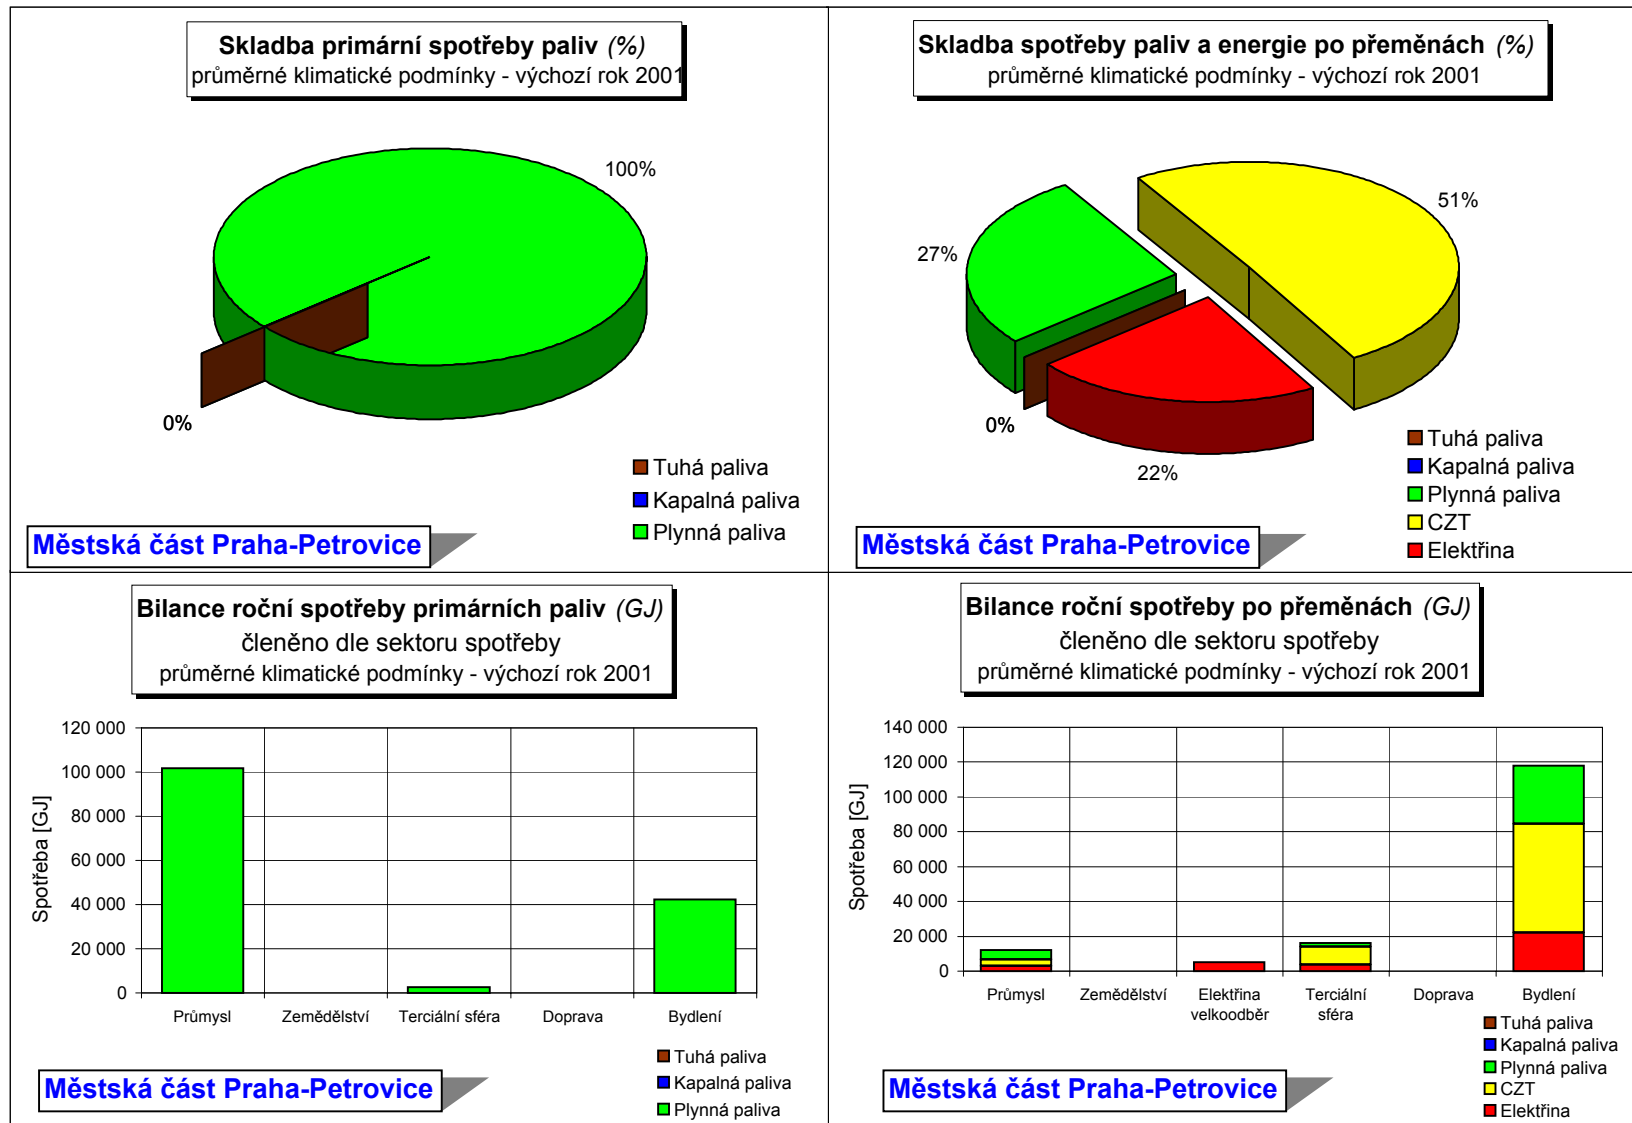 Skladba primární spotřeby paliv (%)
průměrné klimatické podmínky - výchozí rok 2001
100%
0%
Tuhá paliva
Kapalná paliva
Plynná paliva
Městská část Praha-Petrovice
Skladba spotřeby paliv a energie po přeměnách (%)
průměrné klimatické podmínky - výchozí rok 2001
51%
27%
0%
22%
Tuhá paliva
Kapalná paliva
Plynná paliva
CZT
Elektřina
Městská část Praha-Petrovice
Bilance roční spotřeby primárních paliv (GJ)
členěno dle sektoru spotřeby
průměrné klimatické podmínky - výchozí rok 2001
Spotřeba [GJ]
120 000
100 000
80 000
60 000
40 000
20 000
0
Průmysl
Zemědělství
Terciální sféra
Doprava
Bydlení
Tuhá paliva
Kapalná paliva
Plynná paliva
Městská část Praha-Petrovice
Bilance roční spotřeby po přeměnách (GJ)
členěno dle sektoru spotřeby
průměrné klimatické podmínky - výchozí rok 2001
Spotřeba [GJ]
140 000
120 000
100 000
80 000
60 000
40 000
20 000
0
Průmysl
Zemědělství
Elektřina
velkoodběr
Terciální
sféra
Doprava
Bydlení
Tuhá paliva
Kapalná paliva
Plynná paliva
CZT
Elektřina
Městská část Praha-Petrovice